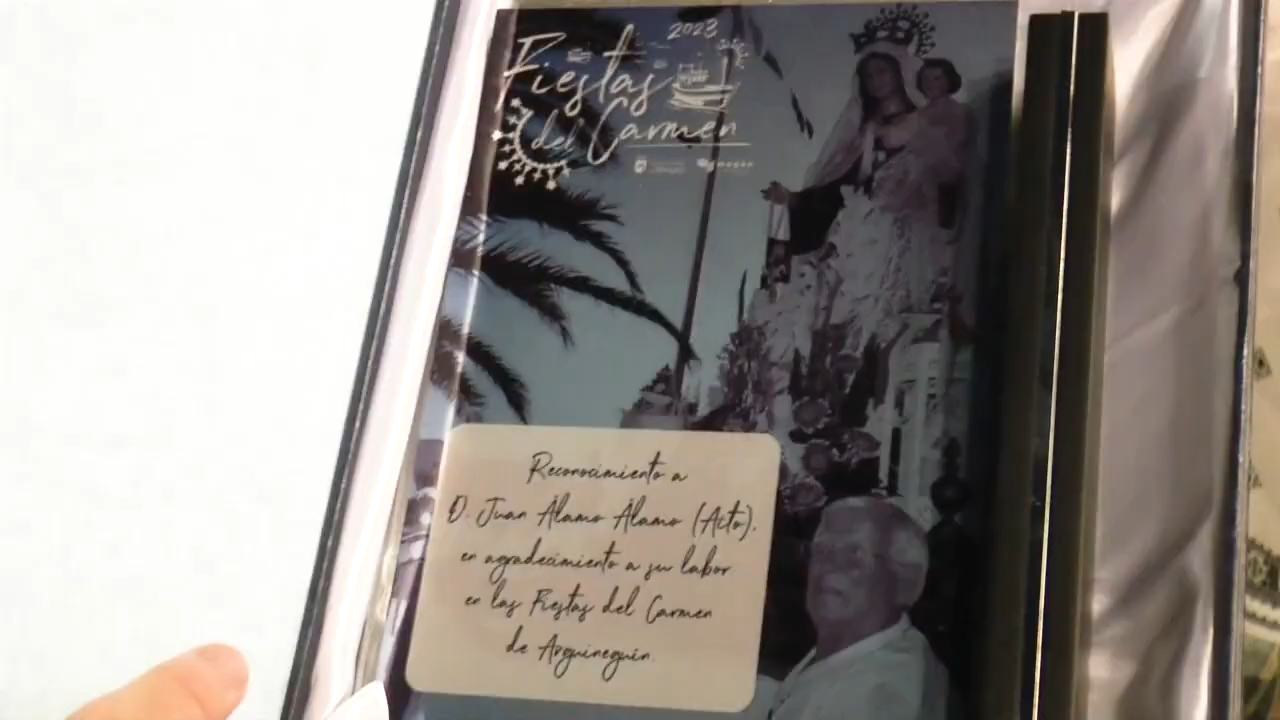 2023
Fiestas
del Carmen
Reconocimiento a
D. Juan Álamo Álamo (Acto),
en agradecimiento a su labor
en las Fiestas del Carmen
de Arguineguín.